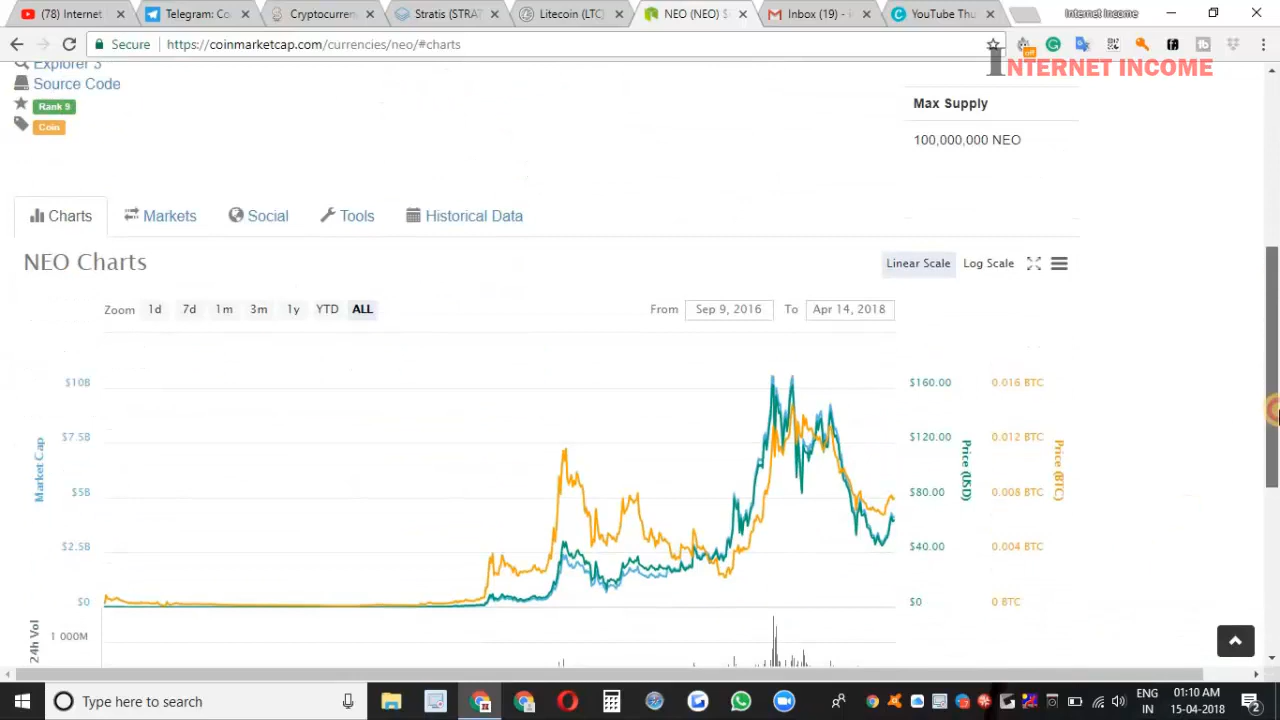 (7) Internet
Telegram: Co
Cryptocurren
Stratis (STRAT
Litecoin (LTC)
NEO (NEO) S
Inbox (19) -
YouTube Thu
Internet Income
Secure
https://coinmarketcap.com/currencies/neo/#charts
off
INTERNET INCOME
Explorer 3
Source Code
Rank 9
Coin
Max Supply
100,000,000 NEO
Charts
Markets
Social
Tools
Historical Data
NEO Charts
Linear Scale
Log Scale
Zoom 1d 7d 1m 3m 1y YTD ALL
From Sep 9, 2016 To Apr 14, 2018
$10B
$7.5B
$5B
$2.5B
$0
Market Cap
$160.00
$120.00
$80.00
$40.00
$0
Price (USD)
0.016 BTC
0.012 BTC
0.008 BTC
0.004 BTC
0 BTC
Price (BTC)
1 000M
24h Vol
Type here to search
ENG
IN
01:10 AM
15-04-2018
2